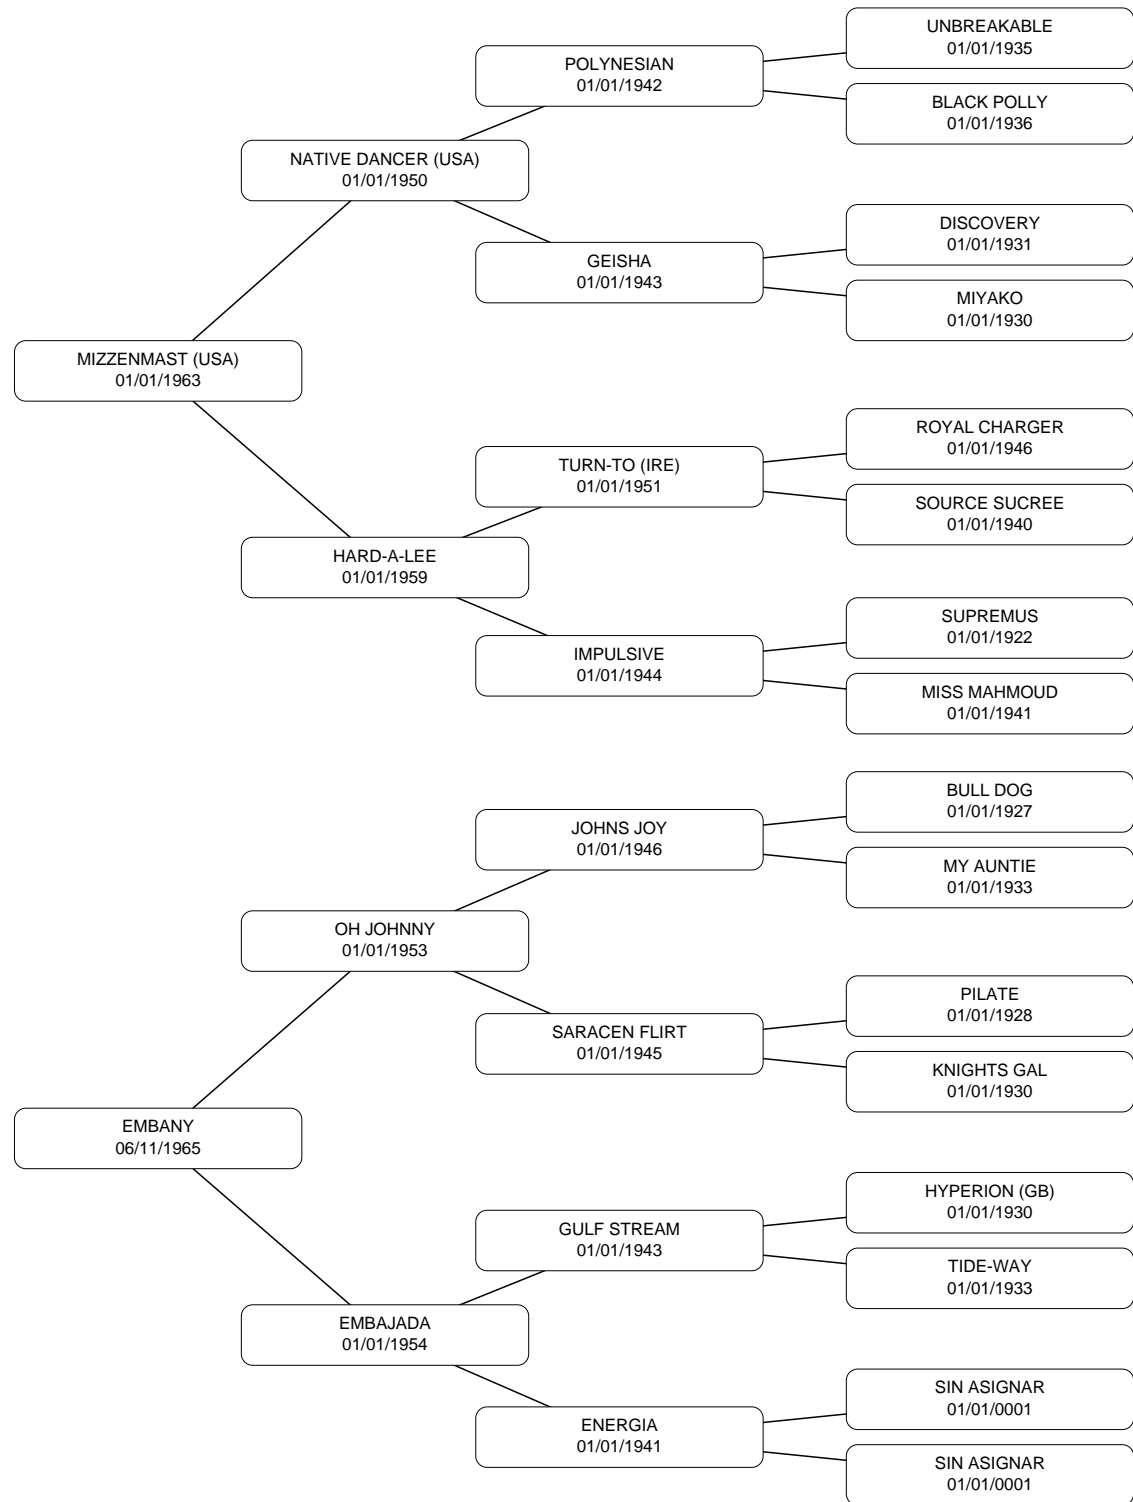 UNBREAKABLE
01/01/1935
POLYNESIAN
01/01/1942
BLACK POLLY
01/01/1936
NATIVE DANCER (USA)
01/01/1950
DISCOVERY
01/01/1931
GEISHA
01/01/1943
MIYAKO
01/01/1930
MIZZENMAST (USA)
01/01/1963
ROYAL CHARGER
01/01/1946
TURN-TO (IRE)
01/01/1951
SOURCE SUCREE
01/01/1940
HARD-A-LEE
01/01/1959
SUPREMUS
01/01/1922
IMPULSIVE
01/01/1944
MISS MAHMOUD
01/01/1941
BULL DOG
01/01/1927
JOHNS JOY
01/01/1946
MY AUNTIE
01/01/1933
OH JOHNNY
01/01/1953
PILATE
01/01/1928
SARACEN FLIRT
01/01/1945
KNIGHTS GAL
01/01/1930
EMBANY
06/11/1965
HYPERION (GB)
01/01/1930
GULF STREAM
01/01/1943
TIDE-WAY
01/01/1933
EMBAJADA
01/01/1954
SIN ASIGNAR
01/01/0001
ENERGIA
01/01/1941
SIN ASIGNAR
01/01/0001